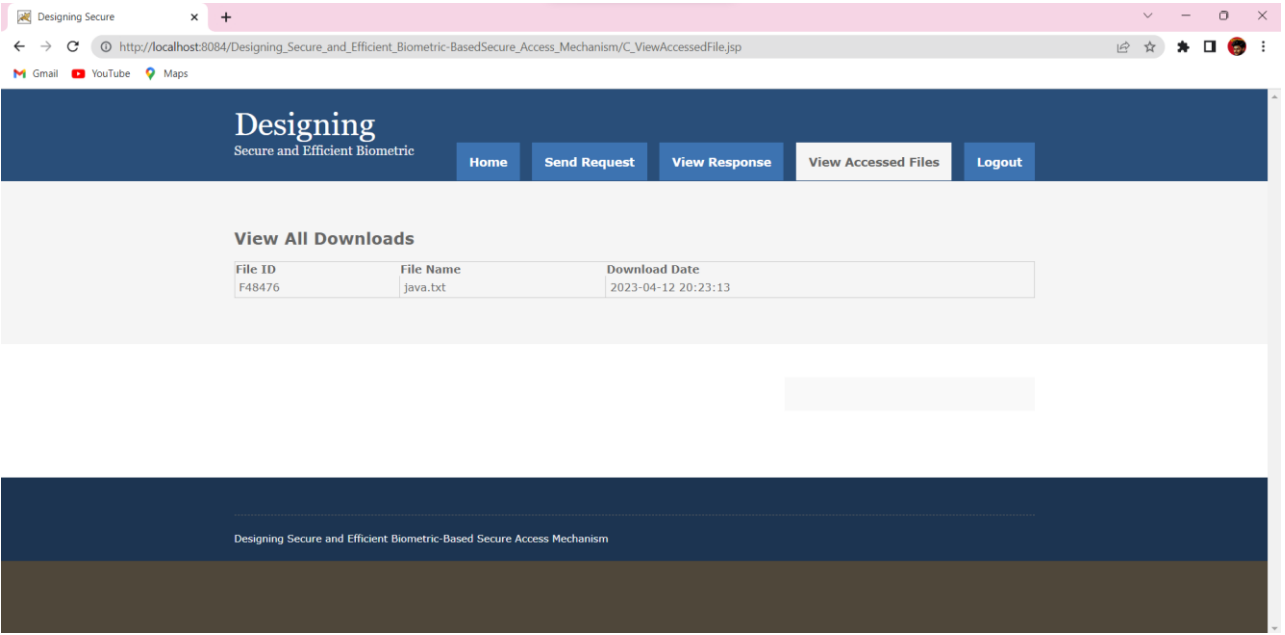 Designing Secure
http://localhost:8084/Designing_Secure_and_Efficient_Biometric-BasedSecure_Access_Mechanism/C_ViewAccessedFile.jsp
Gmail YouTube Maps
Designing
Secure and Efficient Biometric
Home Send Request View Response View Accessed Files Logout
View All Downloads
File ID File Name Download Date
F48476 java.txt 2023-04-12 20:23:13
Designing Secure and Efficient Biometric-Based Secure Access Mechanism